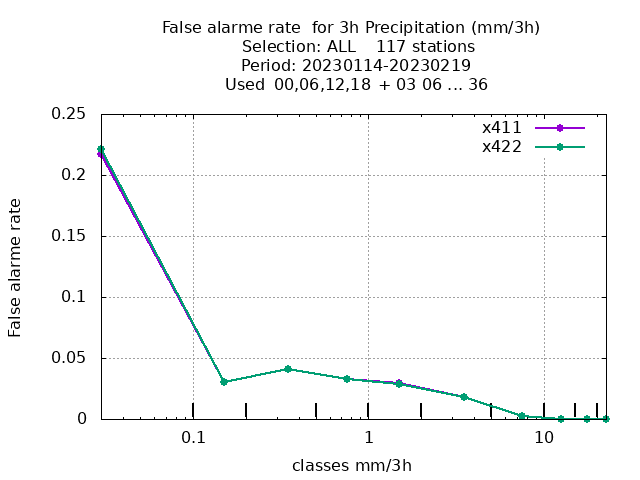 False alarme rate for 3h Precipitation (mm/3h)
Selection: ALL 117 stations
Period: 20230114-20230219
Used 00,06,12,18 + 03 06 ... 36
0.25
0.2
0.15
0.1
0.05
0
False alarme rate
x411
x422
0.1
1
10
classes mm/3h